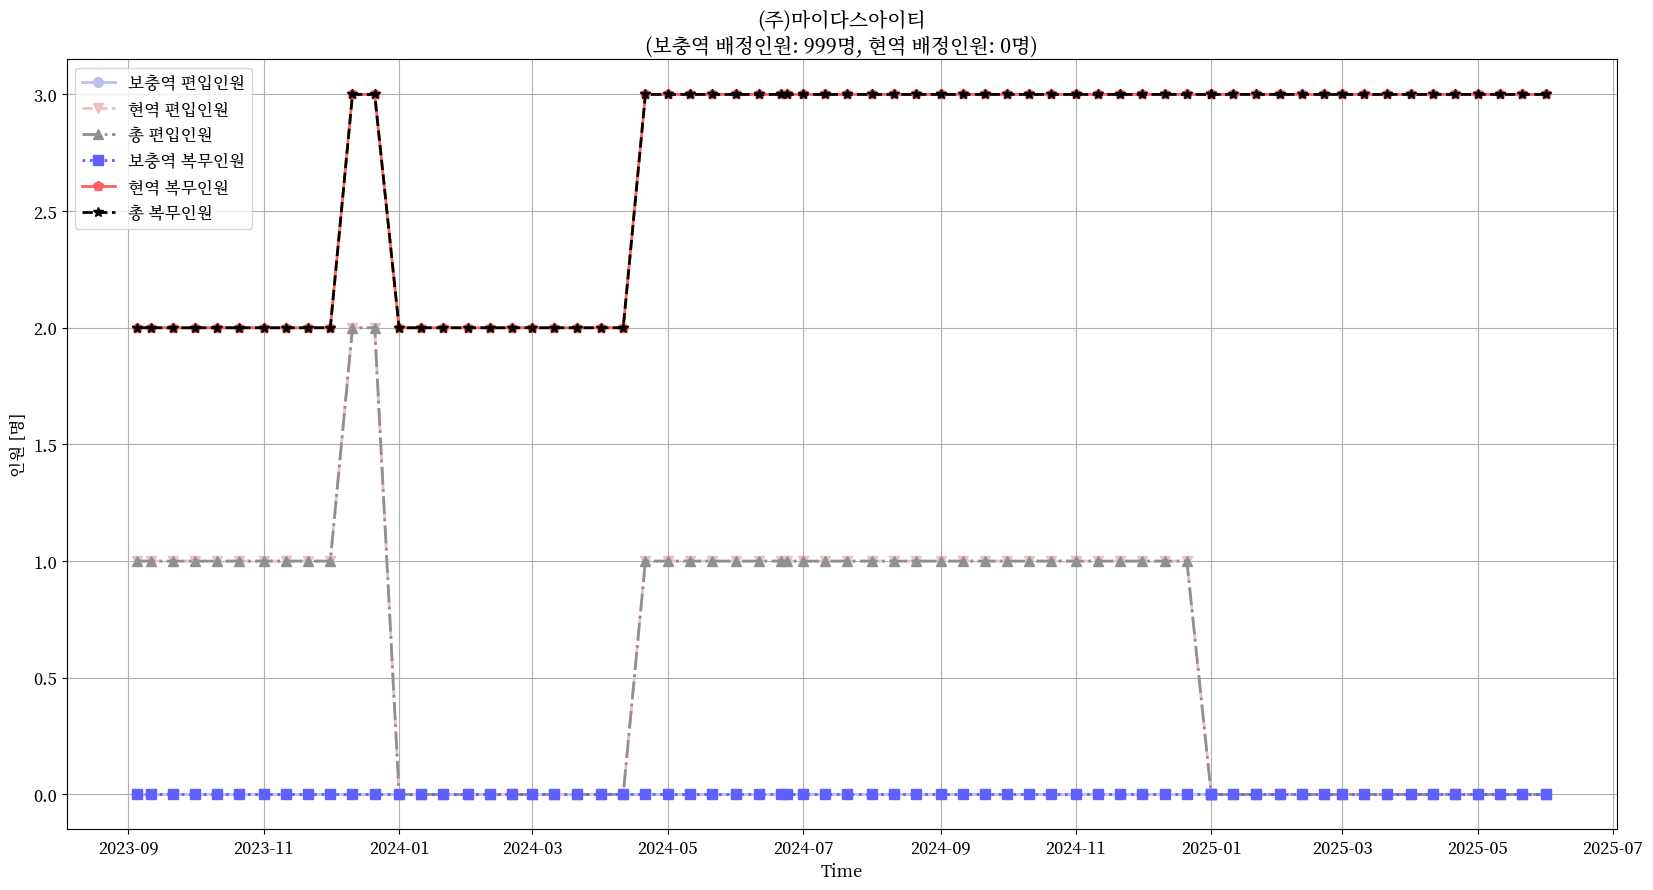 (주)마이다스아이티
(보충역 배정인원: 999명, 현역 배정인원: 0명)
보충역 편입인원
현역 편입인원
총 편입인원
보충역 복무인원
현역 복무인원
총 복무인원
3.0
2.5
2.0
1.5
1.0
0.5
0.0
인원 [명]
2023-09 2023-11 2024-01 2024-03 2024-05 2024-07 2024-09 2024-11 2025-01 2025-03 2025-05 2025-07
Time